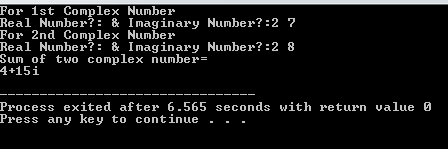 For 1st Complex Number
Real Number?: & Imaginary Number?:2 7
For 2nd Complex Number
Real Number?: & Imaginary Number?:2 8
Sum of two complex number=
4+15i
--------------------------------
Process exited after 6.565 seconds with return value 0
Press any key to continue . . .